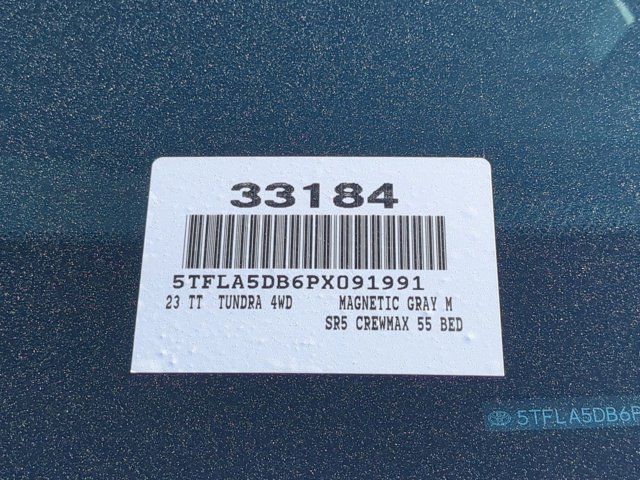 33184
5TFLA5DB6PX091991
23 TT TUNDRA 4WD MAGNETIC GRAY M
SR5 CREWMAX 55 BED
5TFLA5DB6P